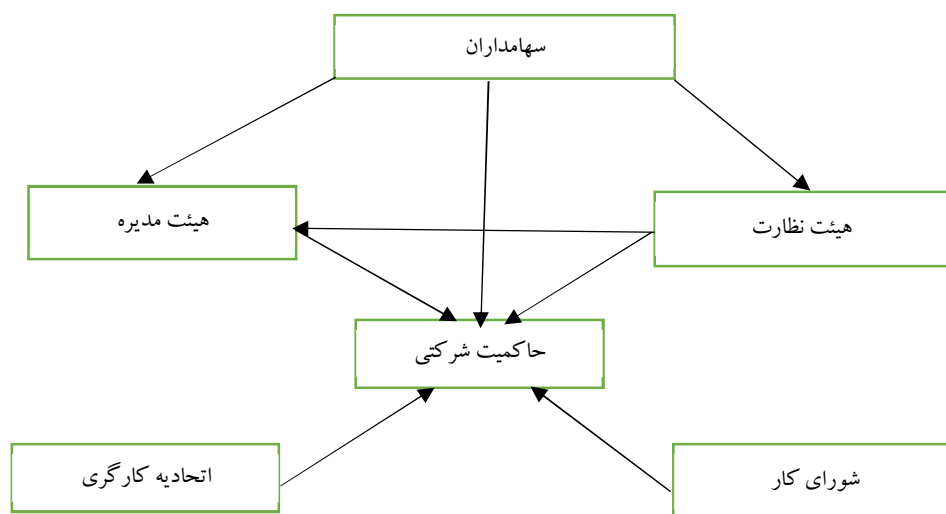 سهامداران
هیئت نظارت
هیئت مدیره
حاکمیت شرکتی
شورای کار
اتحادیه کارگری